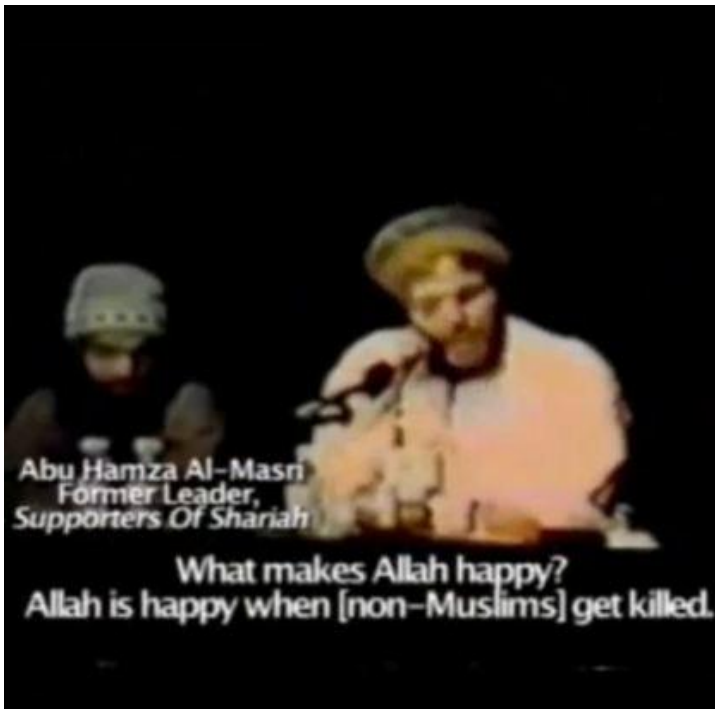 Abu Hamza Al-Masri
Former Leader,
Supporters Of Shariah
What makes Allah happy?
Allah is happy when [non-Muslims] get killed.